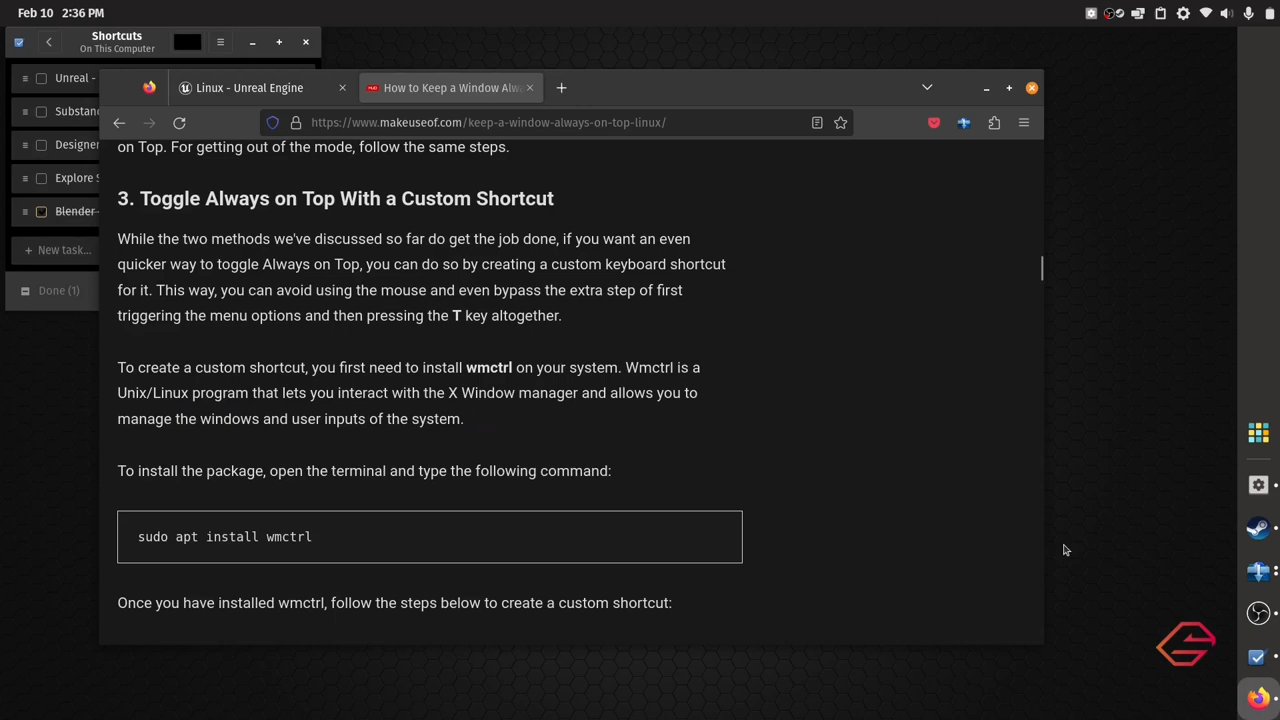 Feb 10 2:36 PM
Shortcuts
On This Computer
Unreal -
Substanc
Designer
Explore S
Blender
New task...
Done (1)
Linux - Unreal Engine
How to Keep a Window Alwa
https://www.makeuseof.com/keep-a-window-always-on-top-linux/
on Top. For getting out of the mode, follow the same steps.
3. Toggle Always on Top With a Custom Shortcut
While the two methods we've discussed so far do get the job done, if you want an even
quicker way to toggle Always on Top, you can do so by creating a custom keyboard shortcut
for it. This way, you can avoid using the mouse and even bypass the extra step of first
triggering the menu options and then pressing the T key altogether.
To create a custom shortcut, you first need to install wmctrl on your system. Wmctrl is a
Unix/Linux program that lets you interact with the X Window manager and allows you to
manage the windows and user inputs of the system.
To install the package, open the terminal and type the following command:
sudo apt install wmctrl
Once you have installed wmctrl, follow the steps below to create a custom shortcut: